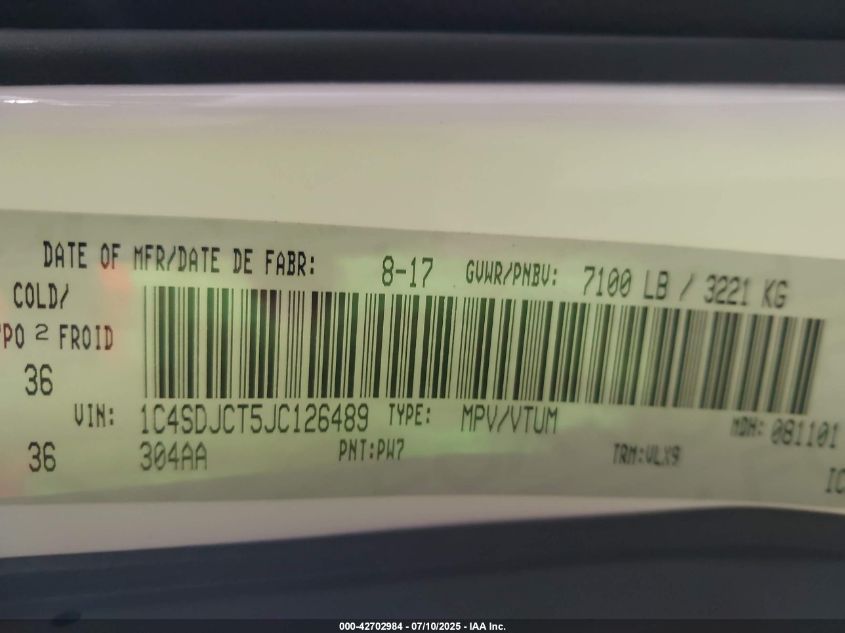 DATE OF MFR/DATE DE FABR: 8-17 GVWR/PNBV: 7100 LB / 3221 KG
COLD/
PO 2 FROID
36
VIN: 1C4SDJCT5JC126489 TYPE: MPV/VTUM MDH: 081101
36 304AA PNT:PW7 TRM:VLX9
IC
000-42702984 - 07/10/2025 - IAA Inc.